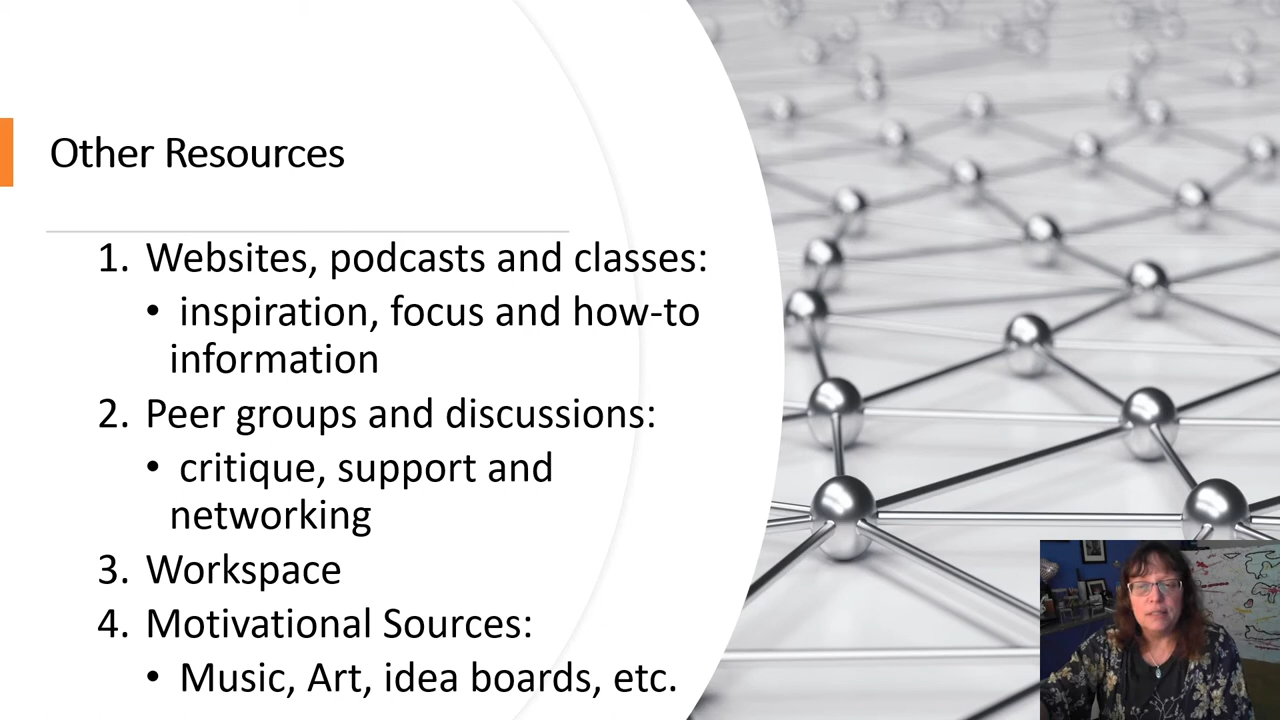 Other Resources
1. Websites, podcasts and classes:
• inspiration, focus and how-to
information
2. Peer groups and discussions:
• critique, support and
networking
3. Workspace
4. Motivational Sources:
• Music, Art, idea boards, etc.